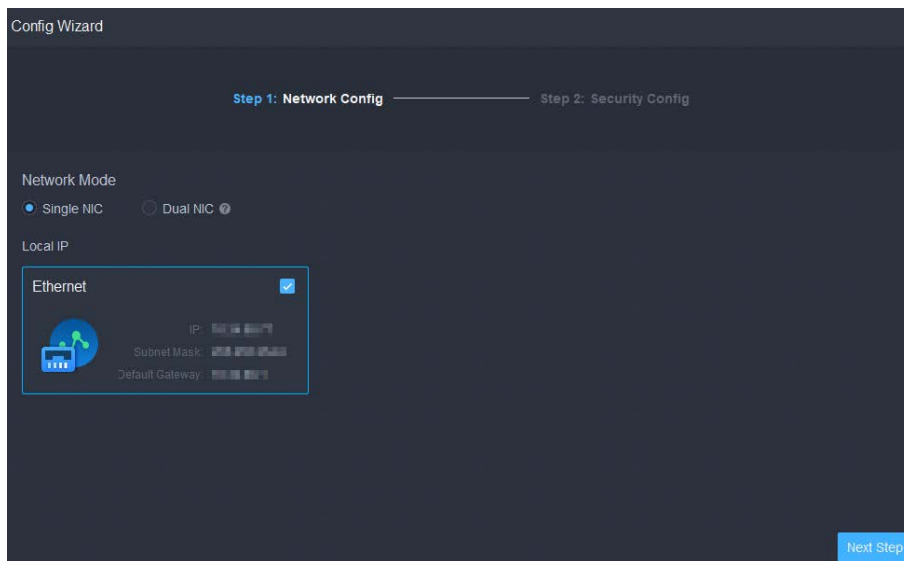 Config Wizard
Step 1: Network Config
Step 2: Security Config
Network Mode
Single NIC
Dual NIC
Local IP
Ethernet
IP:
Subnet Mask:
Default Gateway:
Next Step